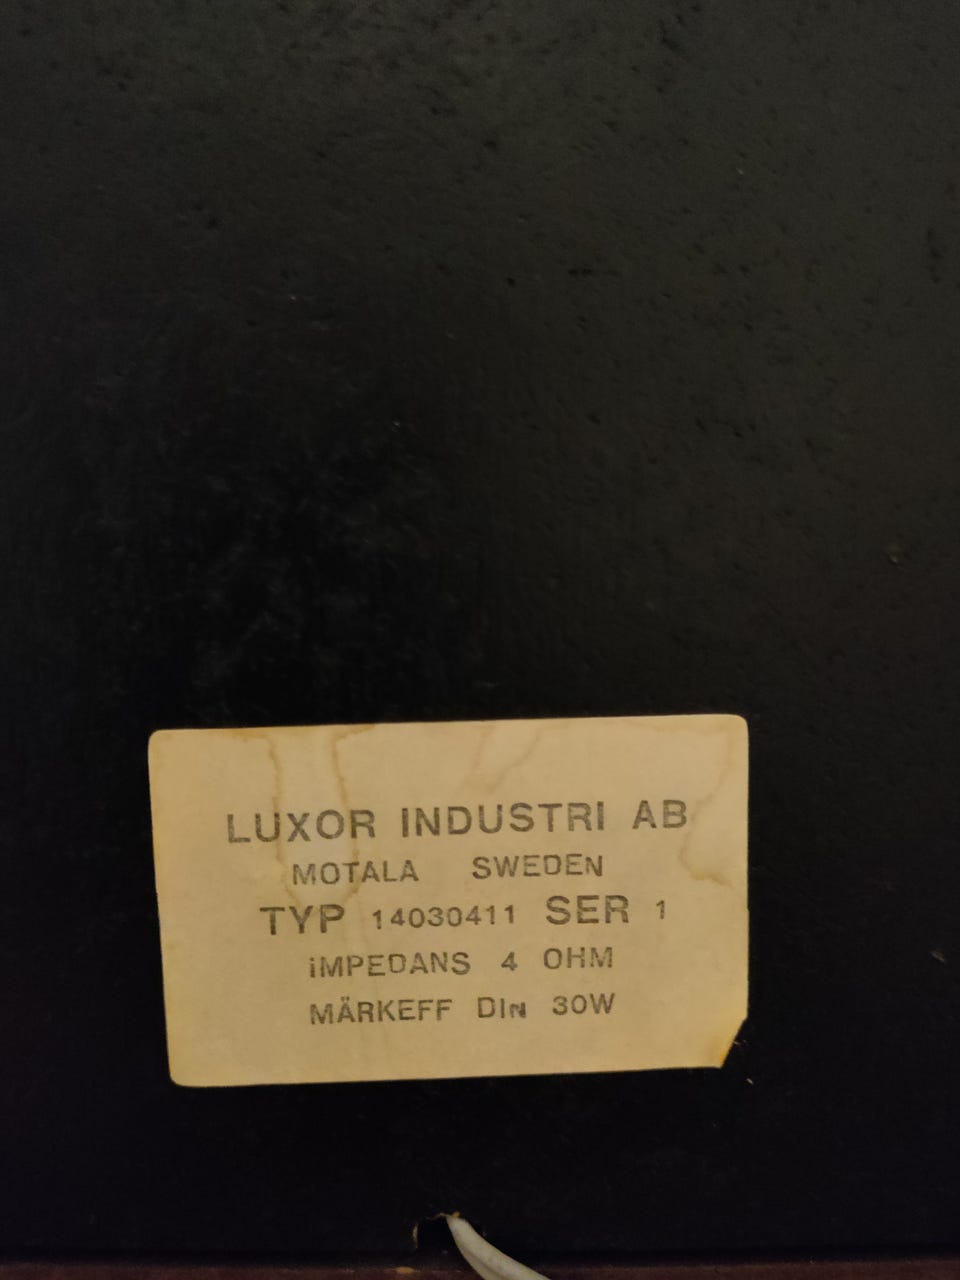 LUXOR INDUSTRI AB
MOTALA SWEDEN
TYP 14030411 SER 1
iMPEDANS 4 OHM
MÄRKEFF DIN 30W